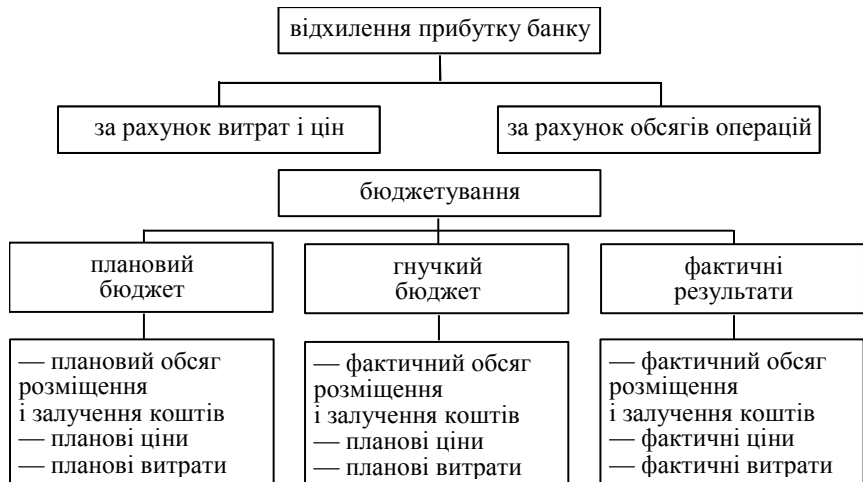 відхилення прибутку банку
за рахунок витрат і цін
за рахунок обсягів операцій
бюджетування
плановий
бюджет
гнучкий
бюджет
фактичні
результати
— плановий обсяг
розміщення
і залучення коштів
— планові ціни
— планові витрати
— фактичний обсяг
розміщення
і залучення коштів
— планові ціни
— планові витрати
— фактичний обсяг
розміщення
і залучення коштів
— фактичні ціни
— фактичні витрати